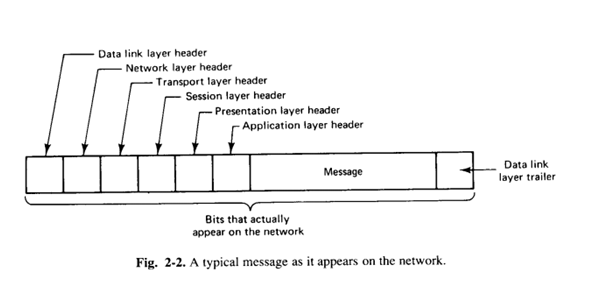 Data link layer header
Network layer header
Transport layer header
Session layer header
Presentation layer header
Application layer header
Message
Data link
layer trailer
Bits that actually
appear on the network
Fig. 2-2. A typical message as it appears on the network.